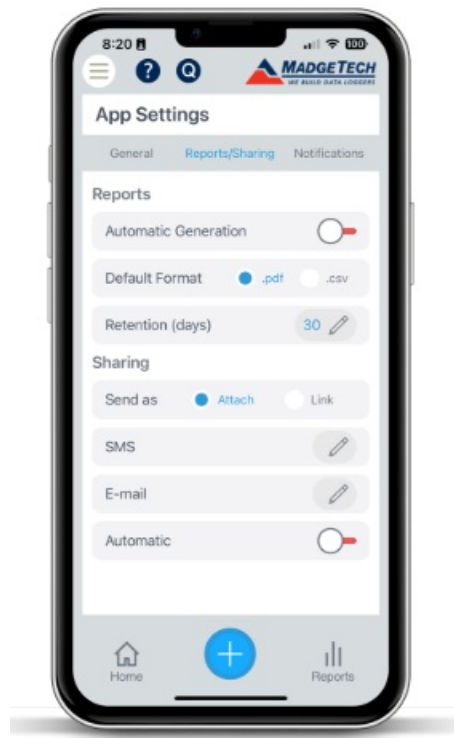 8:20
100
?
Q
MADGETECH
WE BUILD DATA LOGGERS
App Settings
General Reports/Sharing Notifications
Reports
Automatic Generation
Default Format .pdf .csv
Retention (days) 30
Sharing
Send as Attach Link
SMS
E-mail
Automatic
Home
Reports